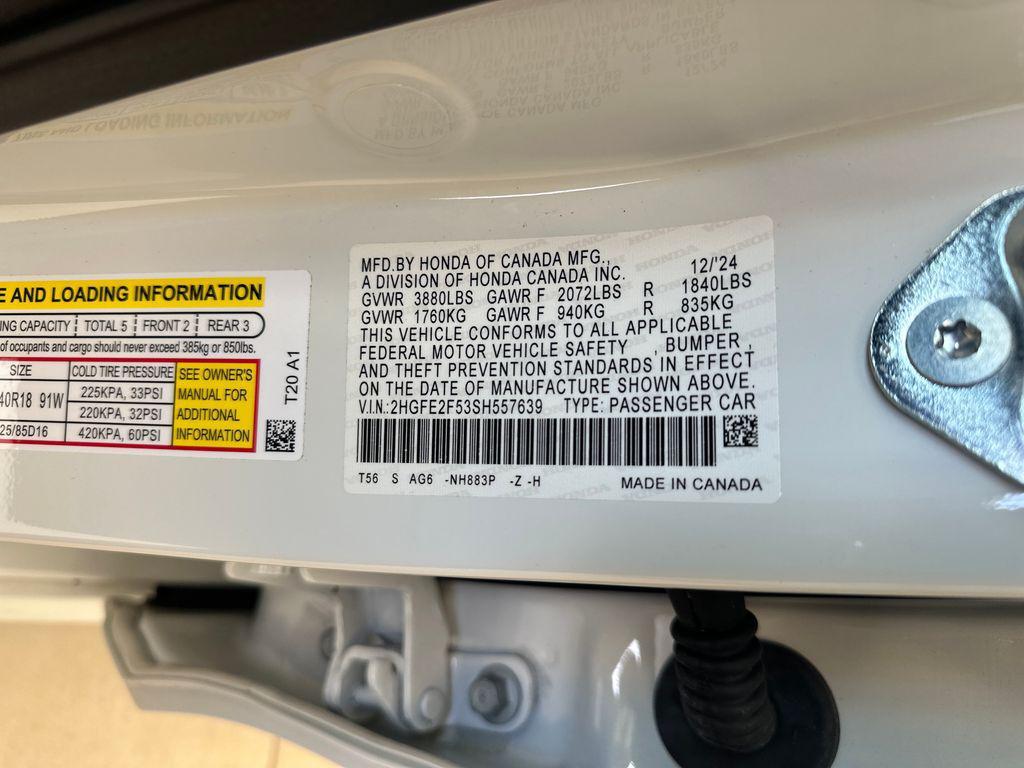 E AND LOADING INFORMATION
NG CAPACITY TOTAL 5 FRONT 2 REAR 3
of occupants and cargo should never exceed 385kg or 850lbs.
SIZE COLD TIRE PRESSURE SEE OWNER'S
MANUAL FOR
ADDITIONAL
INFORMATION
40R18 91W 225KPA, 33PSI
220KPA, 32PSI
25/85D16 420KPA, 60PSI
T20 A1
MFD.BY HONDA OF CANADA MFG., 12/'24
A DIVISION OF HONDA CANADA INC.
GVWR 3880LBS GAWR F 2072LBS R 1840LBS
GVWR 1760KG GAWR F 940KG R 835KG
THIS VEHICLE CONFORMS TO ALL APPLICABLE
FEDERAL MOTOR VEHICLE SAFETY , BUMPER ,
AND THEFT PREVENTION STANDARDS IN EFFECT
ON THE DATE OF MANUFACTURE SHOWN ABOVE.
V.I.N.:2HGFE2F53SH557639 TYPE: PASSENGER CAR
T56 S AG6 -NH883P -Z -H MADE IN CANADA